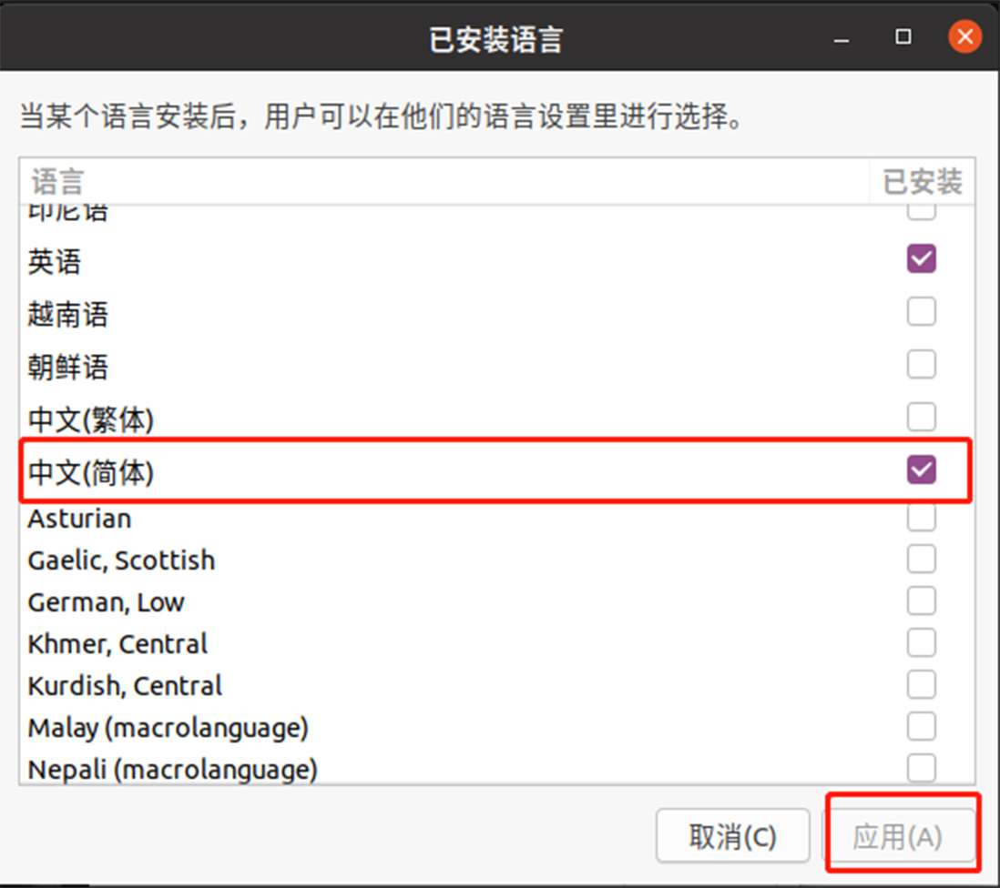 已安装语言
当某个语言安装后，用户可以在他们的语言设置里进行选择。
语言 已安装
印尼语
英语
越南语
朝鲜语
中文(繁体)
中文(简体)
Asturian
Gaelic, Scottish
German, Low
Khmer, Central
Kurdish, Central
Malay (macrolanguage)
Nepali (macrolanguage)
取消(C) 应用(A)